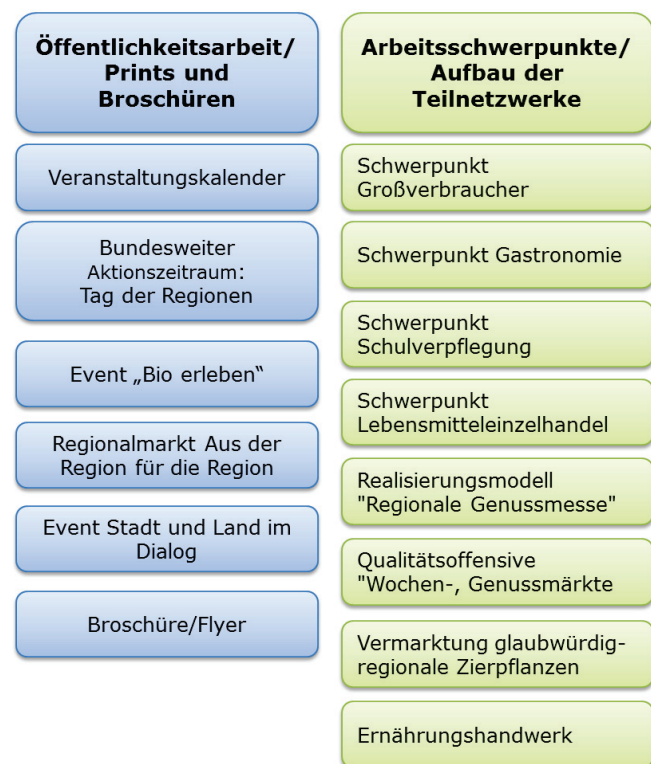 Öffentlichkeitsarbeit/
Prints und
Broschüren
Veranstaltungskalender
Bundesweiter
Aktionszeitraum:
Tag der Regionen
Event „Bio erleben“
Regionalmarkt Aus der
Region für die Region
Event Stadt und Land im
Dialog
Broschüre/Flyer
Arbeitsschwerpunkte/
Aufbau der
Teilnetzwerke
Schwerpunkt
Großverbraucher
Schwerpunkt Gastronomie
Schwerpunkt
Schulverpflegung
Schwerpunkt
Lebensmitteleinzelhandel
Realisierungsmodell
"Regionale Genussmesse"
Qualitätsoffensive
"Wochen-, Genussmärkte
Vermarktung glaubwürdig-
regionale Zierpflanzen
Ernährungshandwerk